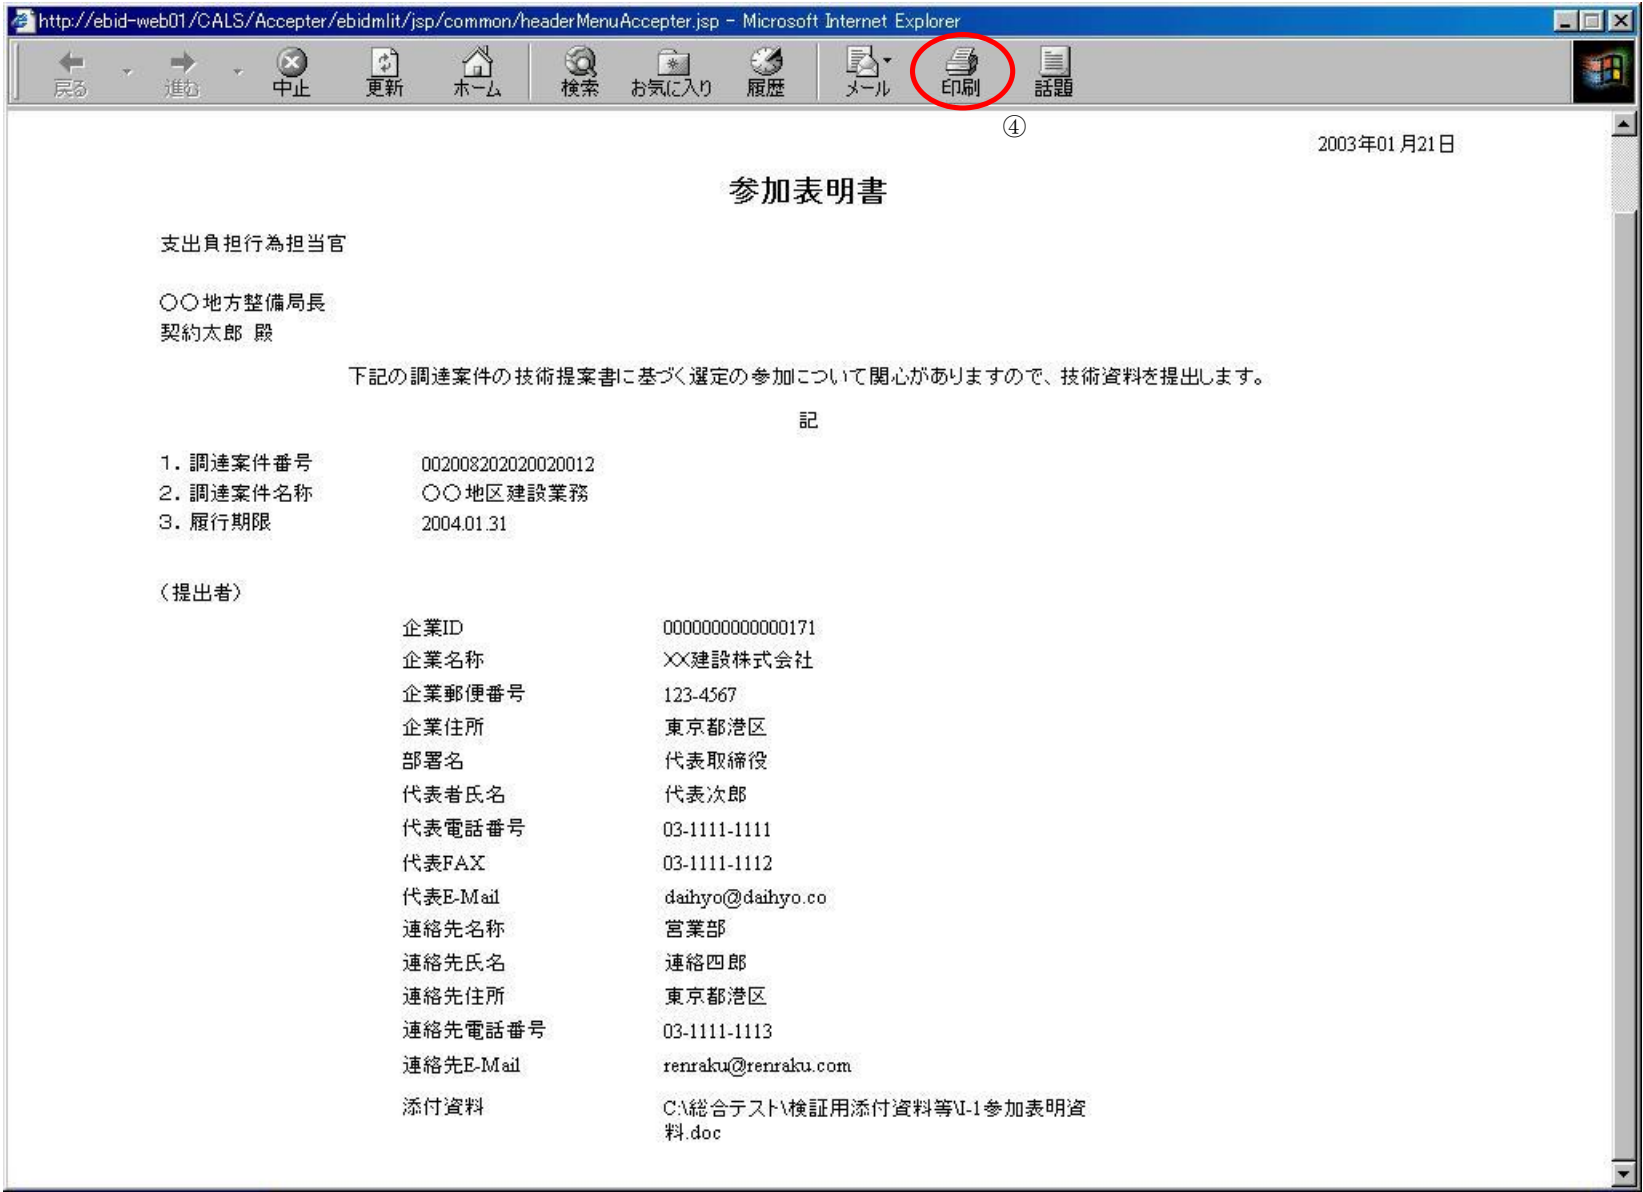 http://ebid-web01/CALS/Accepter/ebidmlit/jsp/common/headerMenuAccepter.jsp - Microsoft Internet Explorer
戻る 進む 中止 更新 ホーム 検索 お気に入り 履歴 メール 印刷 話題
④
2003年01月21日
参加表明書
支出負担行為担当官
〇〇地方整備局長
契約太郎 殿
下記の調達案件の技術提案書に基づく選定の参加について関心がありますので、技術資料を提出します。
記
1. 調達案件番号 002008202020020012
2. 調達案件名称 〇〇地区建設業務
3. 履行期限 2004.01.31
（提出者）
企業ID 0000000000000171
企業名称 XX建設株式会社
企業郵便番号 123-4567
企業住所 東京都港区
部署名 代表取締役
代表者氏名 代表次郎
代表電話番号 03-1111-1111
代表FAX 03-1111-1112
代表E-Mail daihyo@daihyo.co
連絡先名称 営業部
連絡先氏名 連絡四郎
連絡先住所 東京都港区
連絡先電話番号 03-1111-1113
連絡先E-Mail renraku@renraku.com
添付資料 C:\総合テスト\検証用添付資料等\I-1参加表明資
料.doc